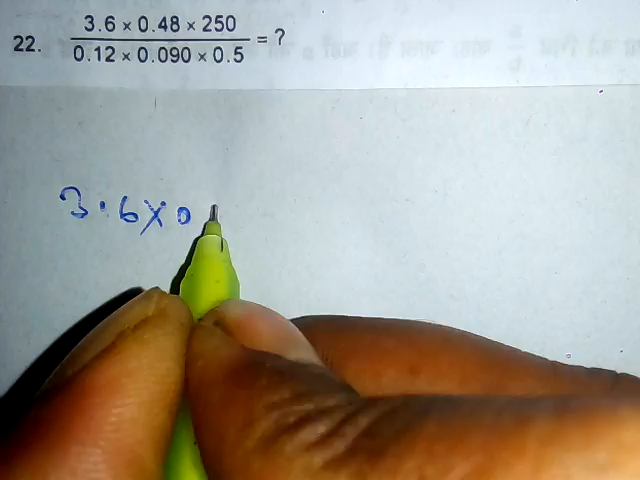 22. 3.6 × 0.48 × 250
0.12 × 0.090 × 0.5 = ?
3.6×0